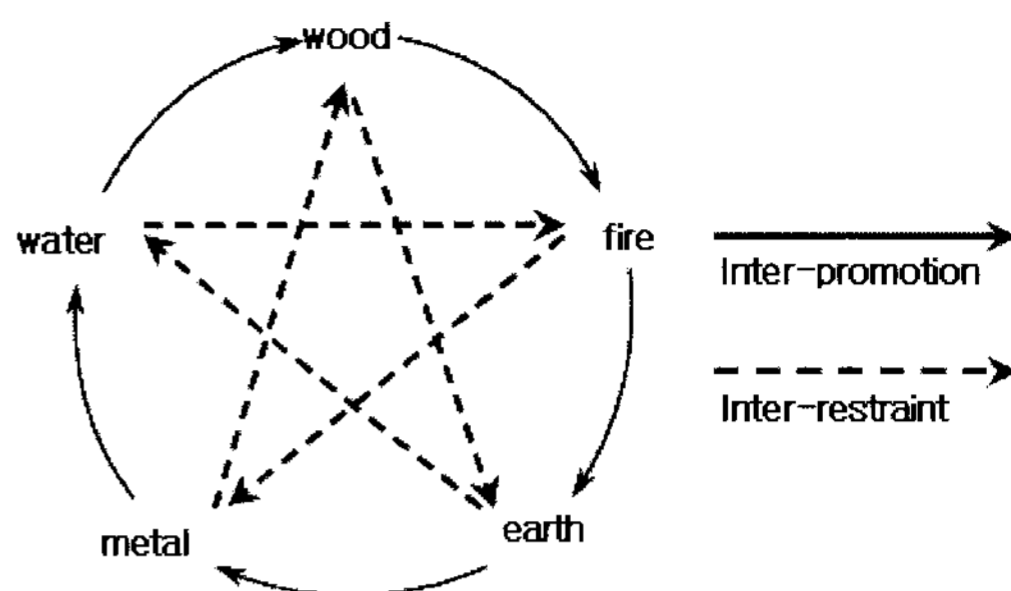 wood
water
fire
Inter-promotion
Inter-restraint
metal
earth